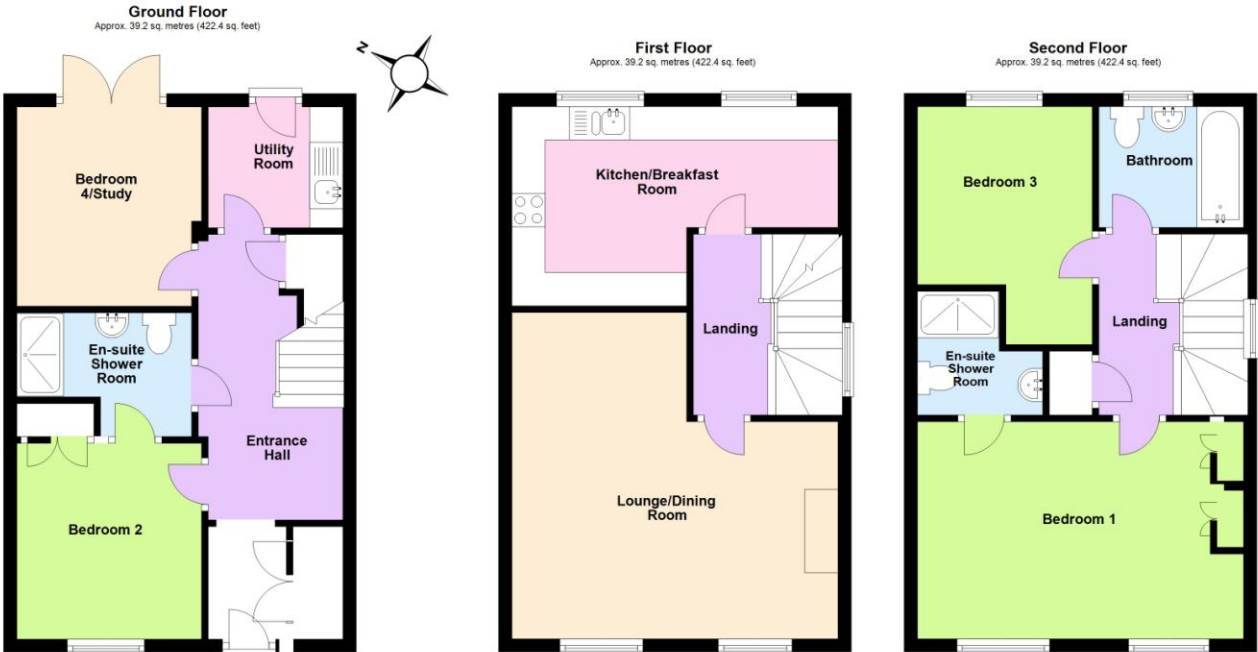 Ground Floor
Approx. 39.2 sq. metres (422.4 sq. feet)
Bedroom
4/Study
Utility
Room
En-suite
Shower
Room
Entrance
Hall
Bedroom 2
N
First Floor
Approx. 39.2 sq. metres (422.4 sq. feet)
Kitchen/Breakfast
Room
Landing
Lounge/Dining
Room
Second Floor
Approx. 39.2 sq. metres (422.4 sq. feet)
Bedroom 3
Bathroom
Landing
En-suite
Shower
Room
Bedroom 1